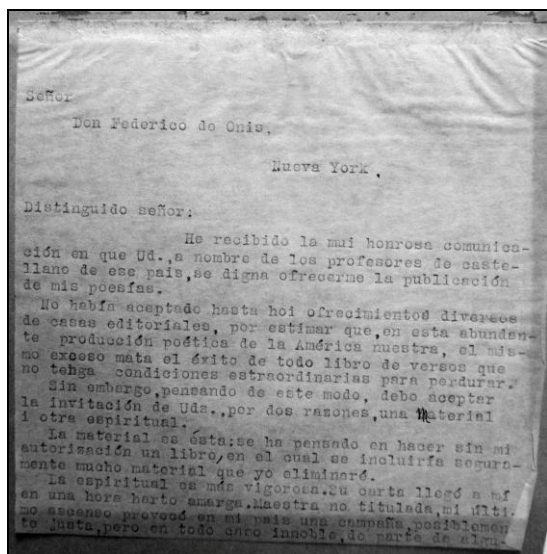 Señor
Don Federico de Onis,
Nueva York.
Distinguido señor:
He recibido la mui honrosa comunica-
ción en que Ud.,a nombre de los profesores de caste-
llano de ese pais,se digna ofrecerme la publicación
de mis poesías.
No había aceptado hasta hoi ofrecimientos diversos
de casas editoriales, por estimar que,en esta abundan-
te producción poética de la América nuestra, el mis-
mo exceso mata el éxito de todo libro de versos que
no tenga condiciones estraordinarias para perdurar.
Sin embargo,pensando de este modo, debo aceptar
la invitación de Uds.,por dos razones,una Material
i otra espiritual.
La material es ésta:se ha pensado en hacer sin mi
autorización un libro,en el cual se incluiría segura-
mente mucho material que yo eliminaré.
La espiritual es más vigorosa.Su carta llegó a mí
en una hora harto amarga.Maestra no titulada,mi últi-
mo ascenso provocó en mi pais una campaña,posiblemen
te justa,pero en todo caso innoble,de parte de algu-